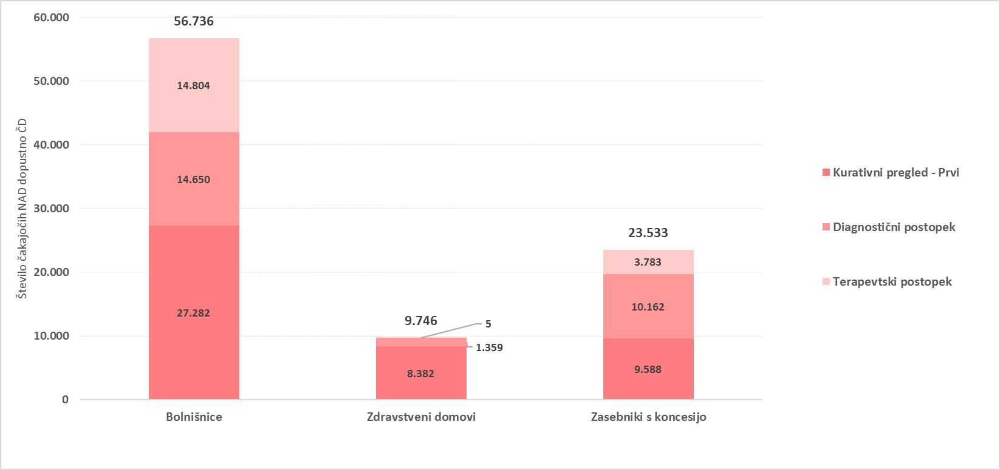 Število čakajočih NAD dopustno ČD
60.000
50.000
40.000
30.000
20.000
10.000
0
56.736
14.804
14.650
27.282
9.746
5
1.359
8.382
23.533
3.783
10.162
9.588
Bolnišnice
Zdravstveni domovi
Zasebniki s koncesijo
Kurativni pregled - Prvi
Diagnostični postopek
Terapevtski postopek